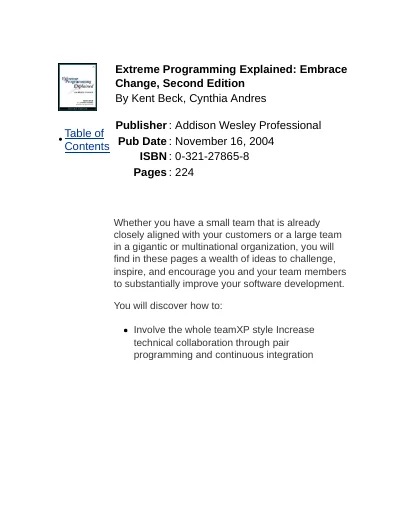 Extreme Programming Explained: Embrace
Change, Second Edition
By Kent Beck, Cynthia Andres
• Table of
Contents
Publisher : Addison Wesley Professional
Pub Date : November 16, 2004
ISBN : 0-321-27865-8
Pages : 224
Whether you have a small team that is already
closely aligned with your customers or a large team
in a gigantic or multinational organization, you will
find in these pages a wealth of ideas to challenge,
inspire, and encourage you and your team members
to substantially improve your software development.
You will discover how to:
• Involve the whole teamXP style Increase
technical collaboration through pair
programming and continuous integration